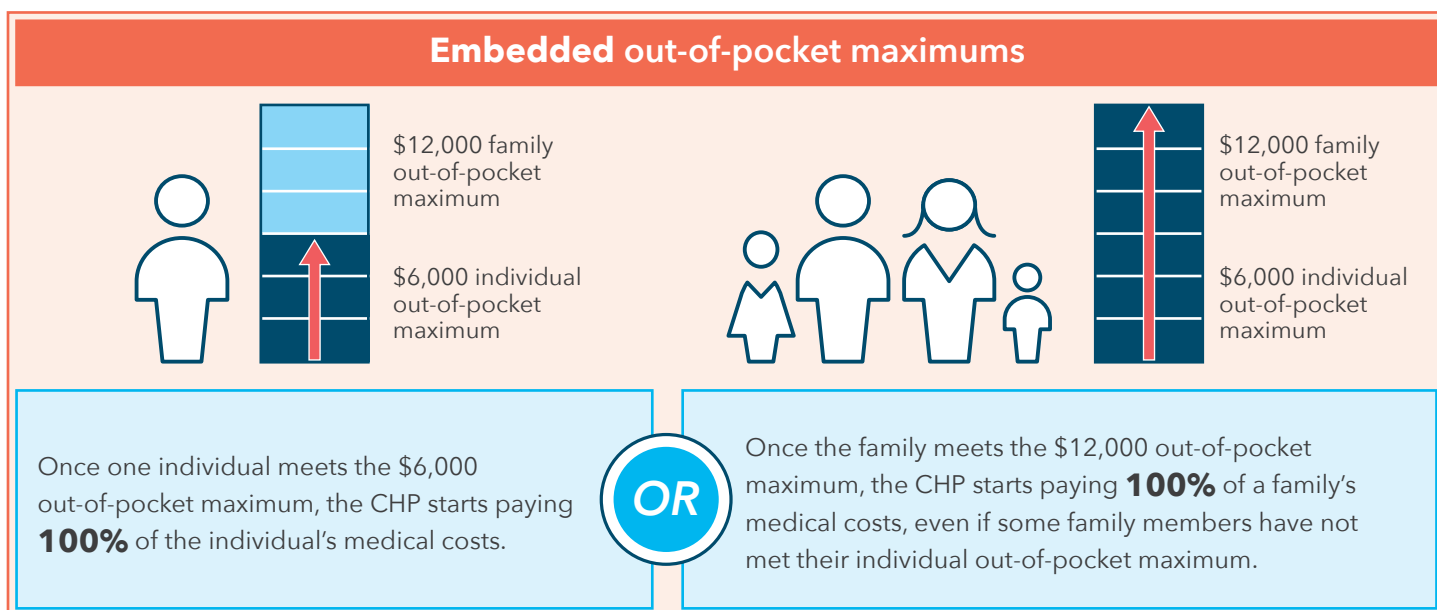 Embedded out-of-pocket maximums
$12,000 family
out-of-pocket
maximum
$6,000 individual
out-of-pocket
maximum
$12,000 family
out-of-pocket
maximum
$6,000 individual
out-of-pocket
maximum
Once one individual meets the $6,000
out-of-pocket maximum, the CHP starts paying
100% of the individual’s medical costs.
OR
Once the family meets the $12,000 out-of-pocket
maximum, the CHP starts paying 100% of a family’s
medical costs, even if some family members have not
met their individual out-of-pocket maximum.